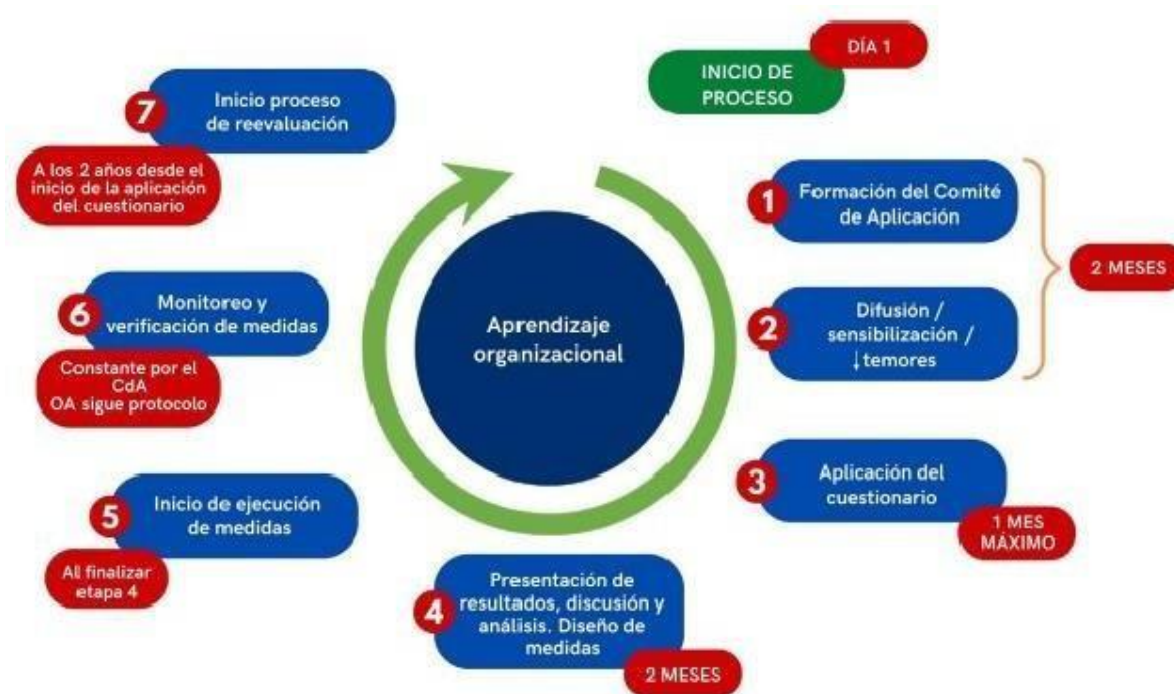 DÍA 1
INICIO DE
PROCESO
1
Formación del Comité
de Aplicación
2 MESES
2
Difusión /
sensibilización /
↓temores
3
Aplicación del
cuestionario
1 MES
MÁXIMO
4
Presentación de
resultados, discusión y
análisis. Diseño de
medidas
2 MESES
5
Inicio de ejecución
de medidas
Al finalizar
etapa 4
6
Monitoreo y
verificación de medidas
Constante por el
CdA
OA sigue protocolo
7
Inicio proceso
de reevaluación
A los 2 años desde el
inicio de la aplicación
del cuestionario
Aprendizaje
organizacional